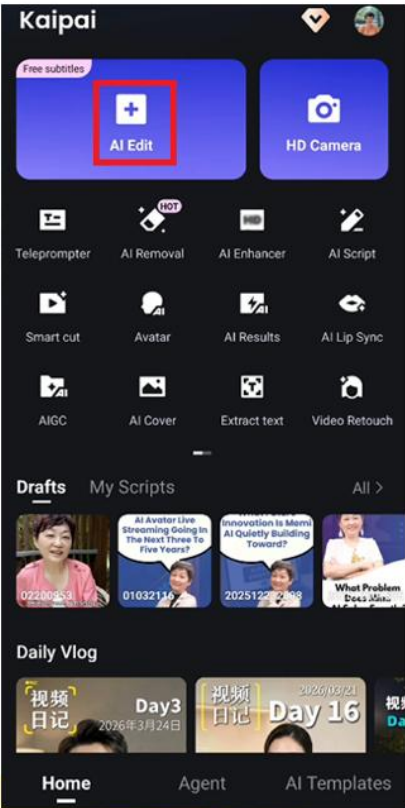 Kaipai
Free subtitles
AI Edit
HD Camera
HOT
Teleprompter
AI Removal
AI Enhancer
AI Script
Smart cut
Avatar
AI Results
AI Lip Sync
AIGC
AI Cover
Extract text
Video Retouch
Drafts
My Scripts
All >
02200953
AI Avatar Live
Streaming Going In
The Next Three To
Five Years?
01032116
Innovation Is Memi
AI Quietly Building
Toward?
What Problem
Daily Vlog
视频
日记
Day3
2026年3月24日
视频
日记
2026/03/21
Day 16
Home
Agent
AI Templates